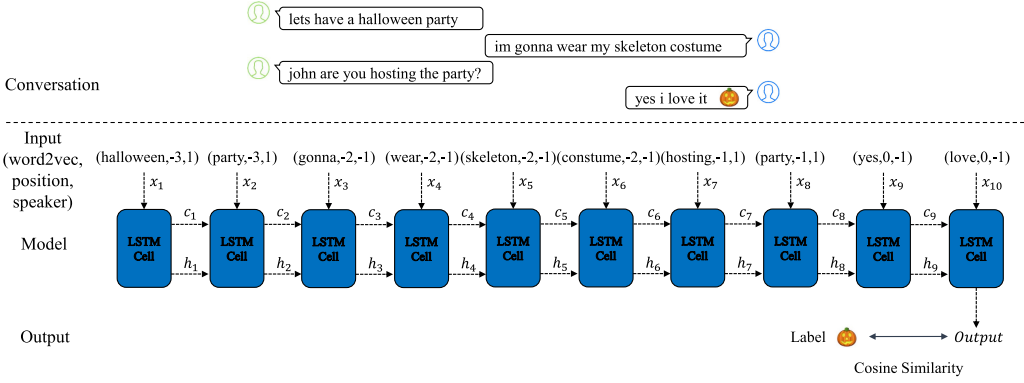 lets have a halloween party
im gonna wear my skeleton costume
john are you hosting the party?
Conversation
yes i love it 🎃
Input
(word2vec,
position,
speaker)
(halloween,-3,1) (party,-3,1) (gonna,-2,-1) (wear,-2,-1) (skeleton,-2,-1) (constume,-2,-1) (hosting,-1,1) (party,-1,1) (yes,0,-1) (love,0,-1)
x₁ x₂ x₃ x₄ x₅ x₆ x₇ x₈ x₉ x₁₀
c₁ c₂ c₃ c₄ c₅ c₆ c₇ c₈ c₉
Model
LSTM Cell LSTM Cell LSTM Cell LSTM Cell LSTM Cell LSTM Cell LSTM Cell LSTM Cell LSTM Cell LSTM Cell
h₁ h₂ h₃ h₄ h₅ h₆ h₇ h₈ h₉
Output
Label 🎃 Output
Cosine Similarity